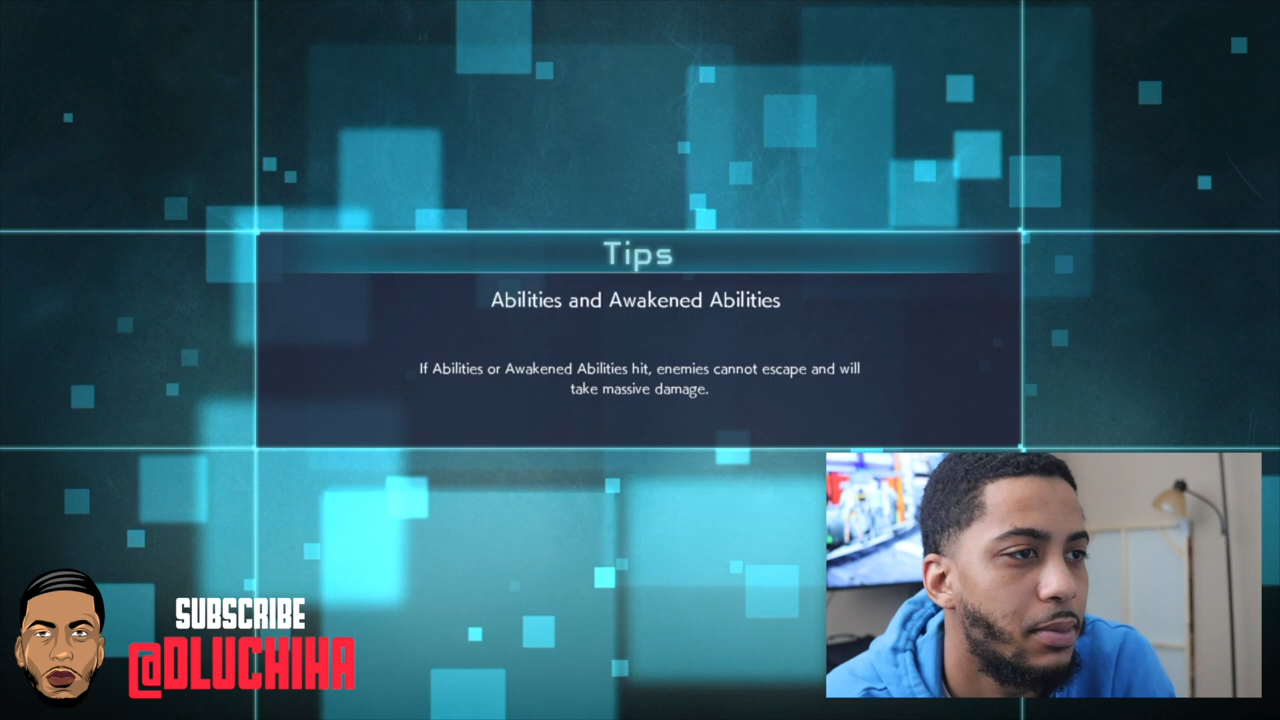 Tips
Abilities and Awakened Abilities
If Abilities or Awakened Abilities hit, enemies cannot escape and will
take massive damage.
SUBSCRIBE
@DLUCHIHA